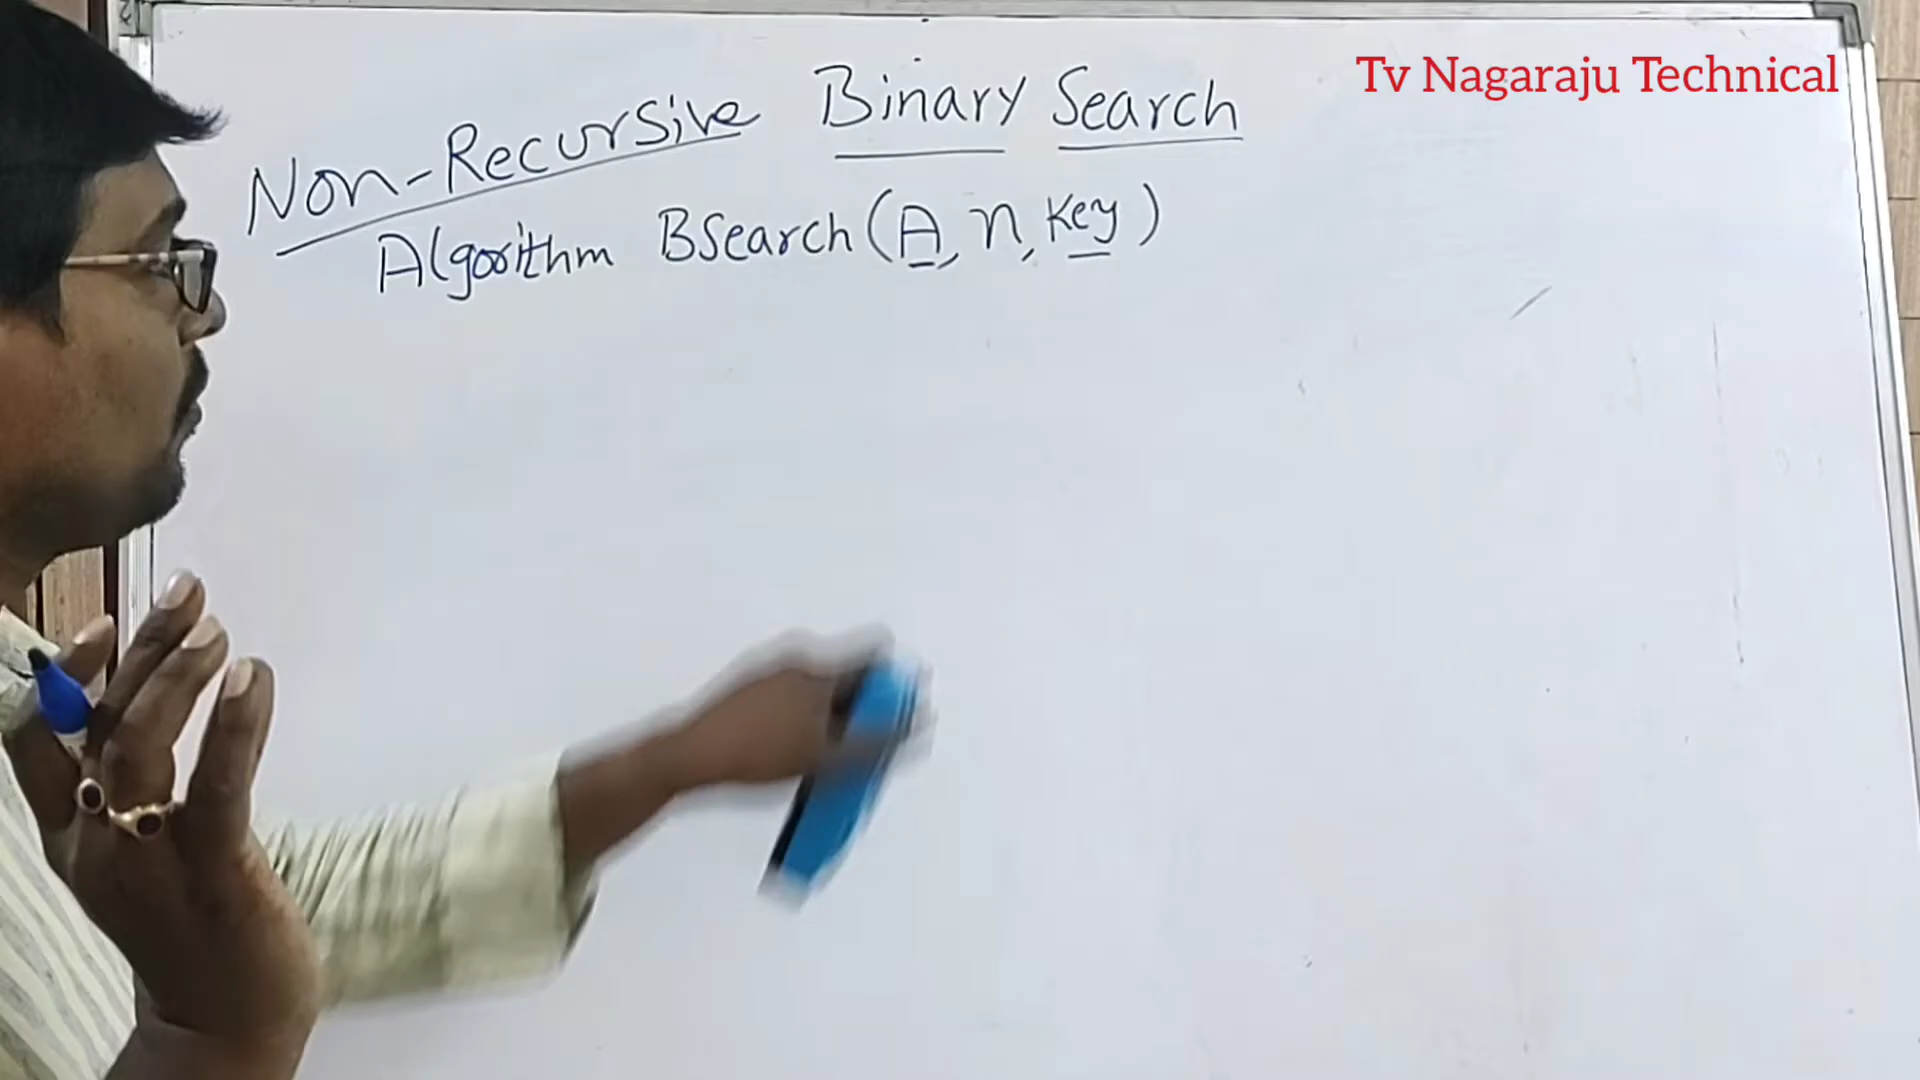 Tv Nagaraju Technical
Non-Recursive Binary Search
Algorithm BSearch (A, n, Key)